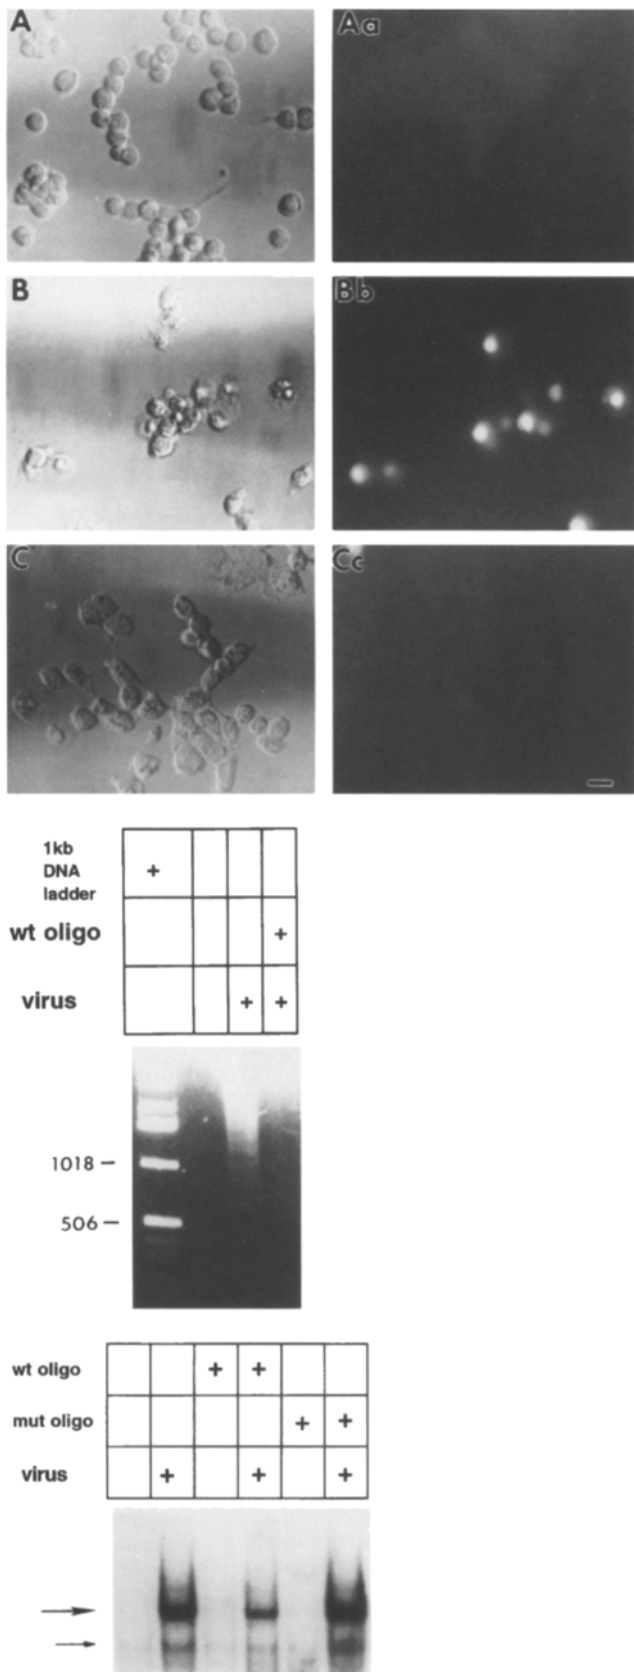 A
Aa
B
Bb
C
Cc
1kb
DNA
ladder
+
wt oligo
+
virus
+ +
1018 –
506 –
wt oligo
+ +
mut oligo
+ +
virus
+ + +